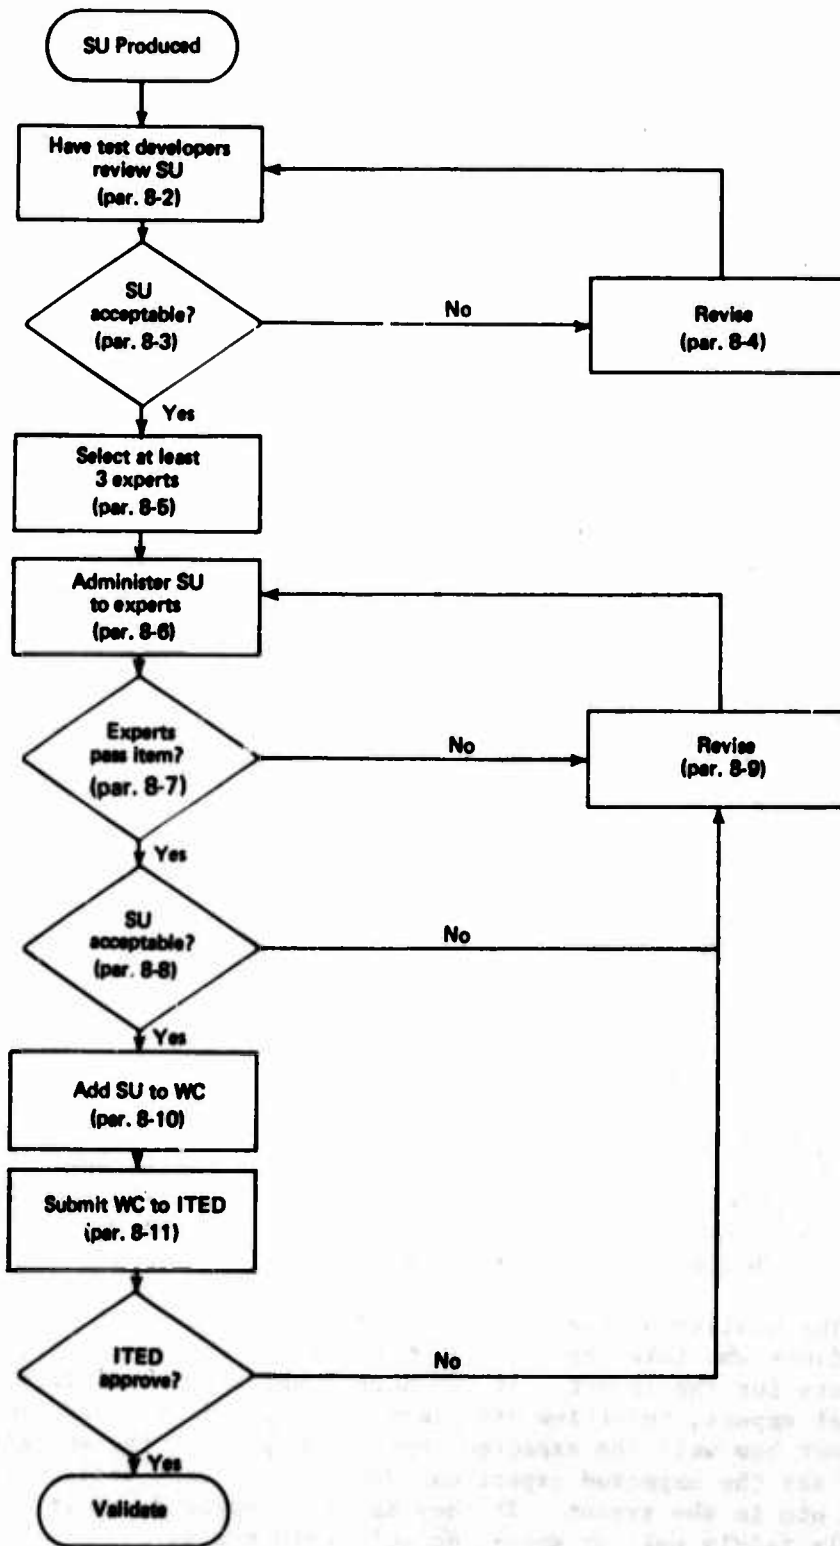 SU Produced
Have test developers
review SU
(par. 8-2)
SU
acceptable?
(par. 8-3)
No
Revise
(par. 8-4)
Yes
Select at least
3 experts
(par. 8-5)
Administer SU
to experts
(par. 8-6)
Experts
pass item?
(par. 8-7)
No
Revise
(par. 8-9)
Yes
SU
acceptable?
(par. 8-8)
No
Yes
Add SU to WC
(par. 8-10)
Submit WC to ITED
(par. 8-11)
ITED
approve?
No
Yes
Validate